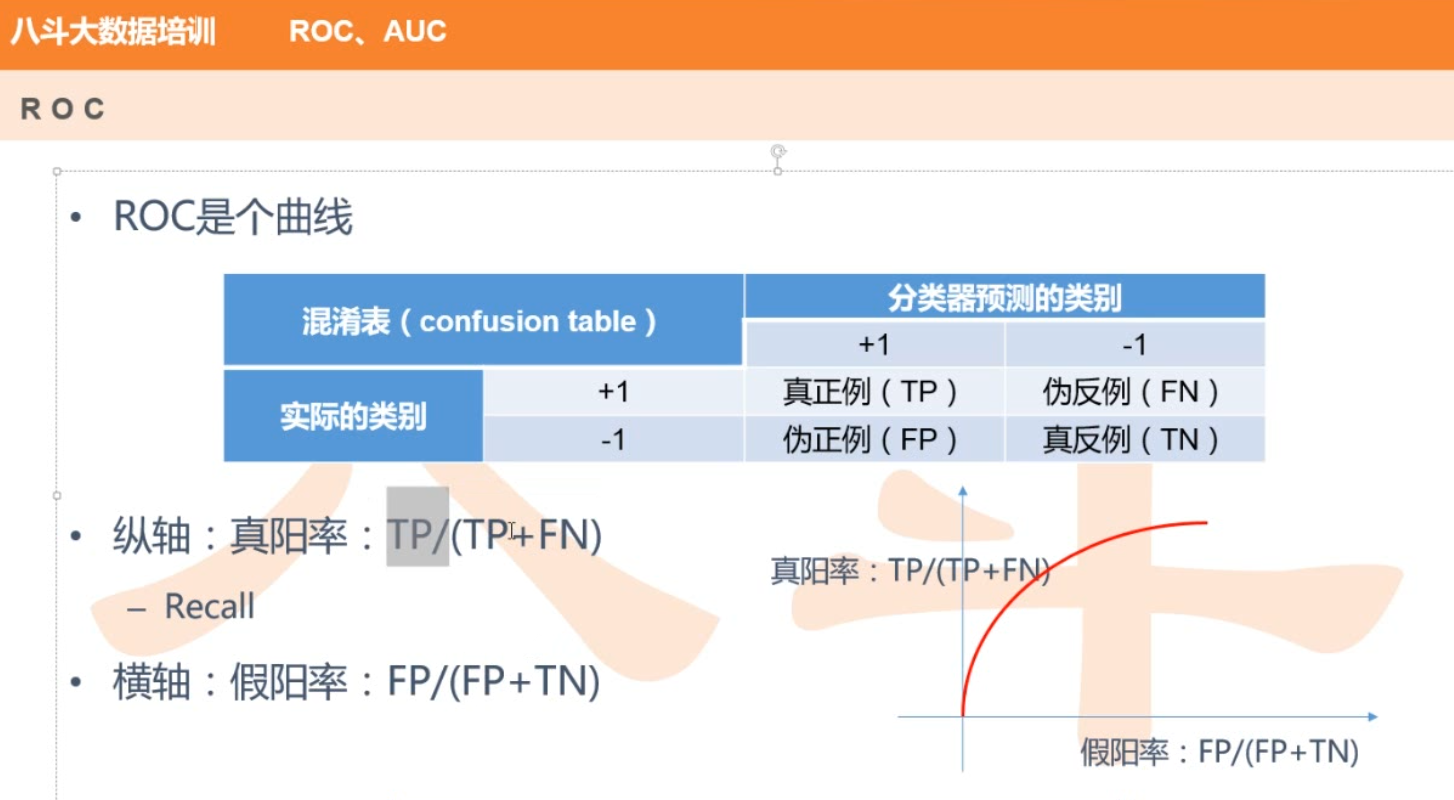 八斗大数据培训 ROC、AUC
R O C
• ROC是个曲线
混淆表（confusion table）
分类器预测的类别
+1 -1
实际的类别
+1 真正例（TP） 伪反例（FN）
-1 伪正例（FP） 真反例（TN）
• 纵轴：真阳率：TP/(TP+FN)
– Recall
• 横轴：假阳率：FP/(FP+TN)
真阳率：TP/(TP+FN)
假阳率：FP/(FP+TN)
八斗